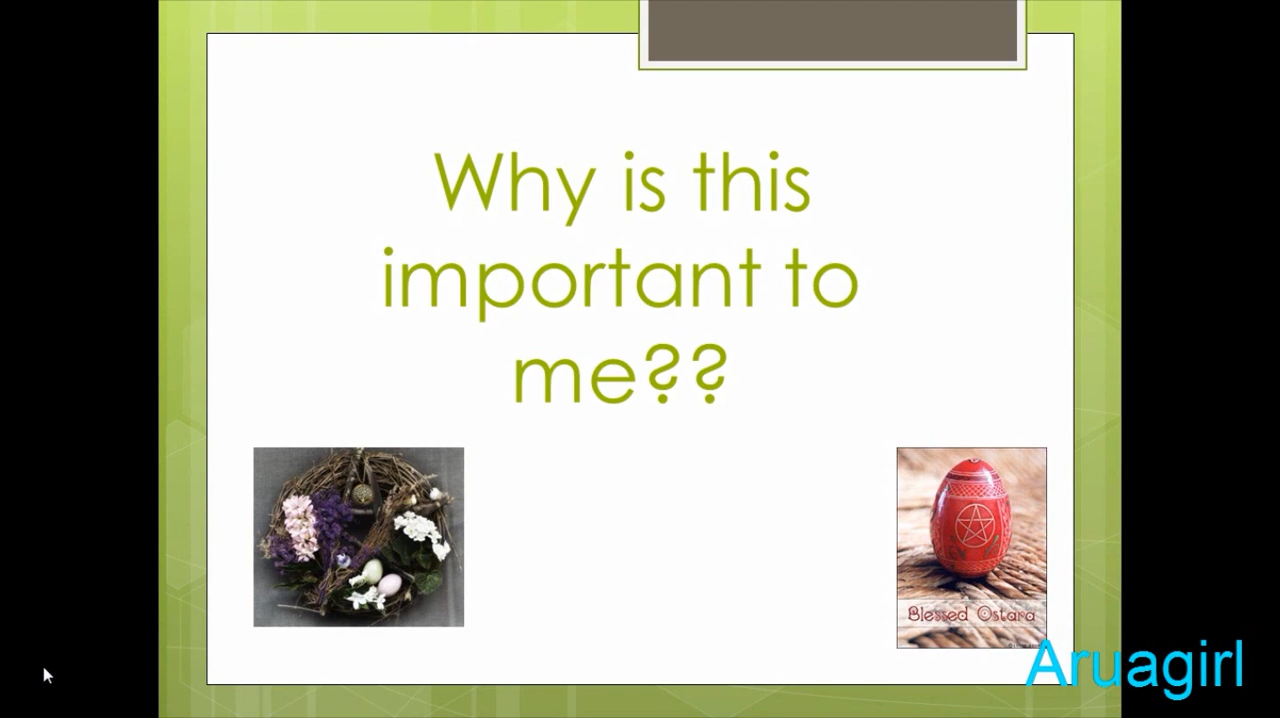 Why is this
important to
me??
Blessed Ostara
Aruagirl